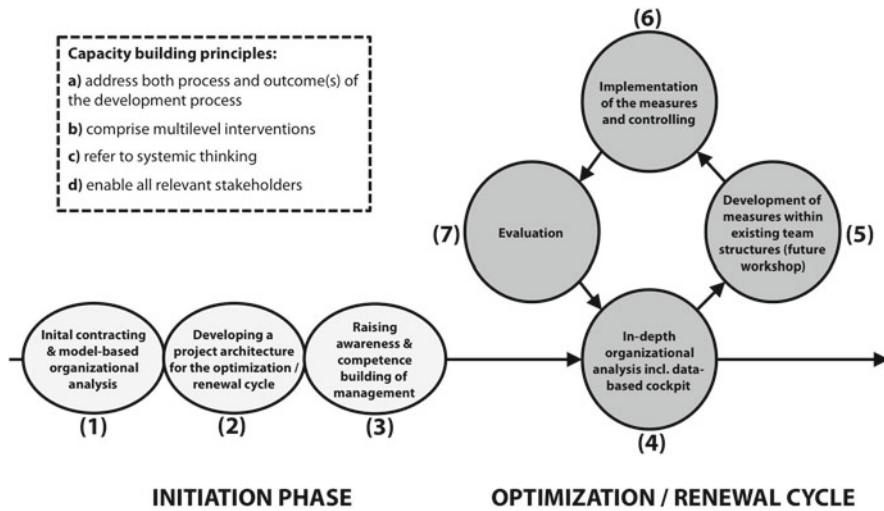 Capacity building principles:
a) address both process and outcome(s) of
the development process
b) comprise multilevel interventions
c) refer to systemic thinking
d) enable all relevant stakeholders
(6)
Implementation
of the measures
and controlling
(7)
Evaluation
Development of
measures within
existing team
structures (future
workshop)
(5)
Inital contracting
& model-based
organizational
analysis
(1)
Developing a
project architecture
for the optimization /
renewal cycle
(2)
Raising
awareness &
competence
building of
management
(3)
In-depth
organizational
analysis incl. data-
based cockpit
(4)
INITIATION PHASE
OPTIMIZATION / RENEWAL CYCLE